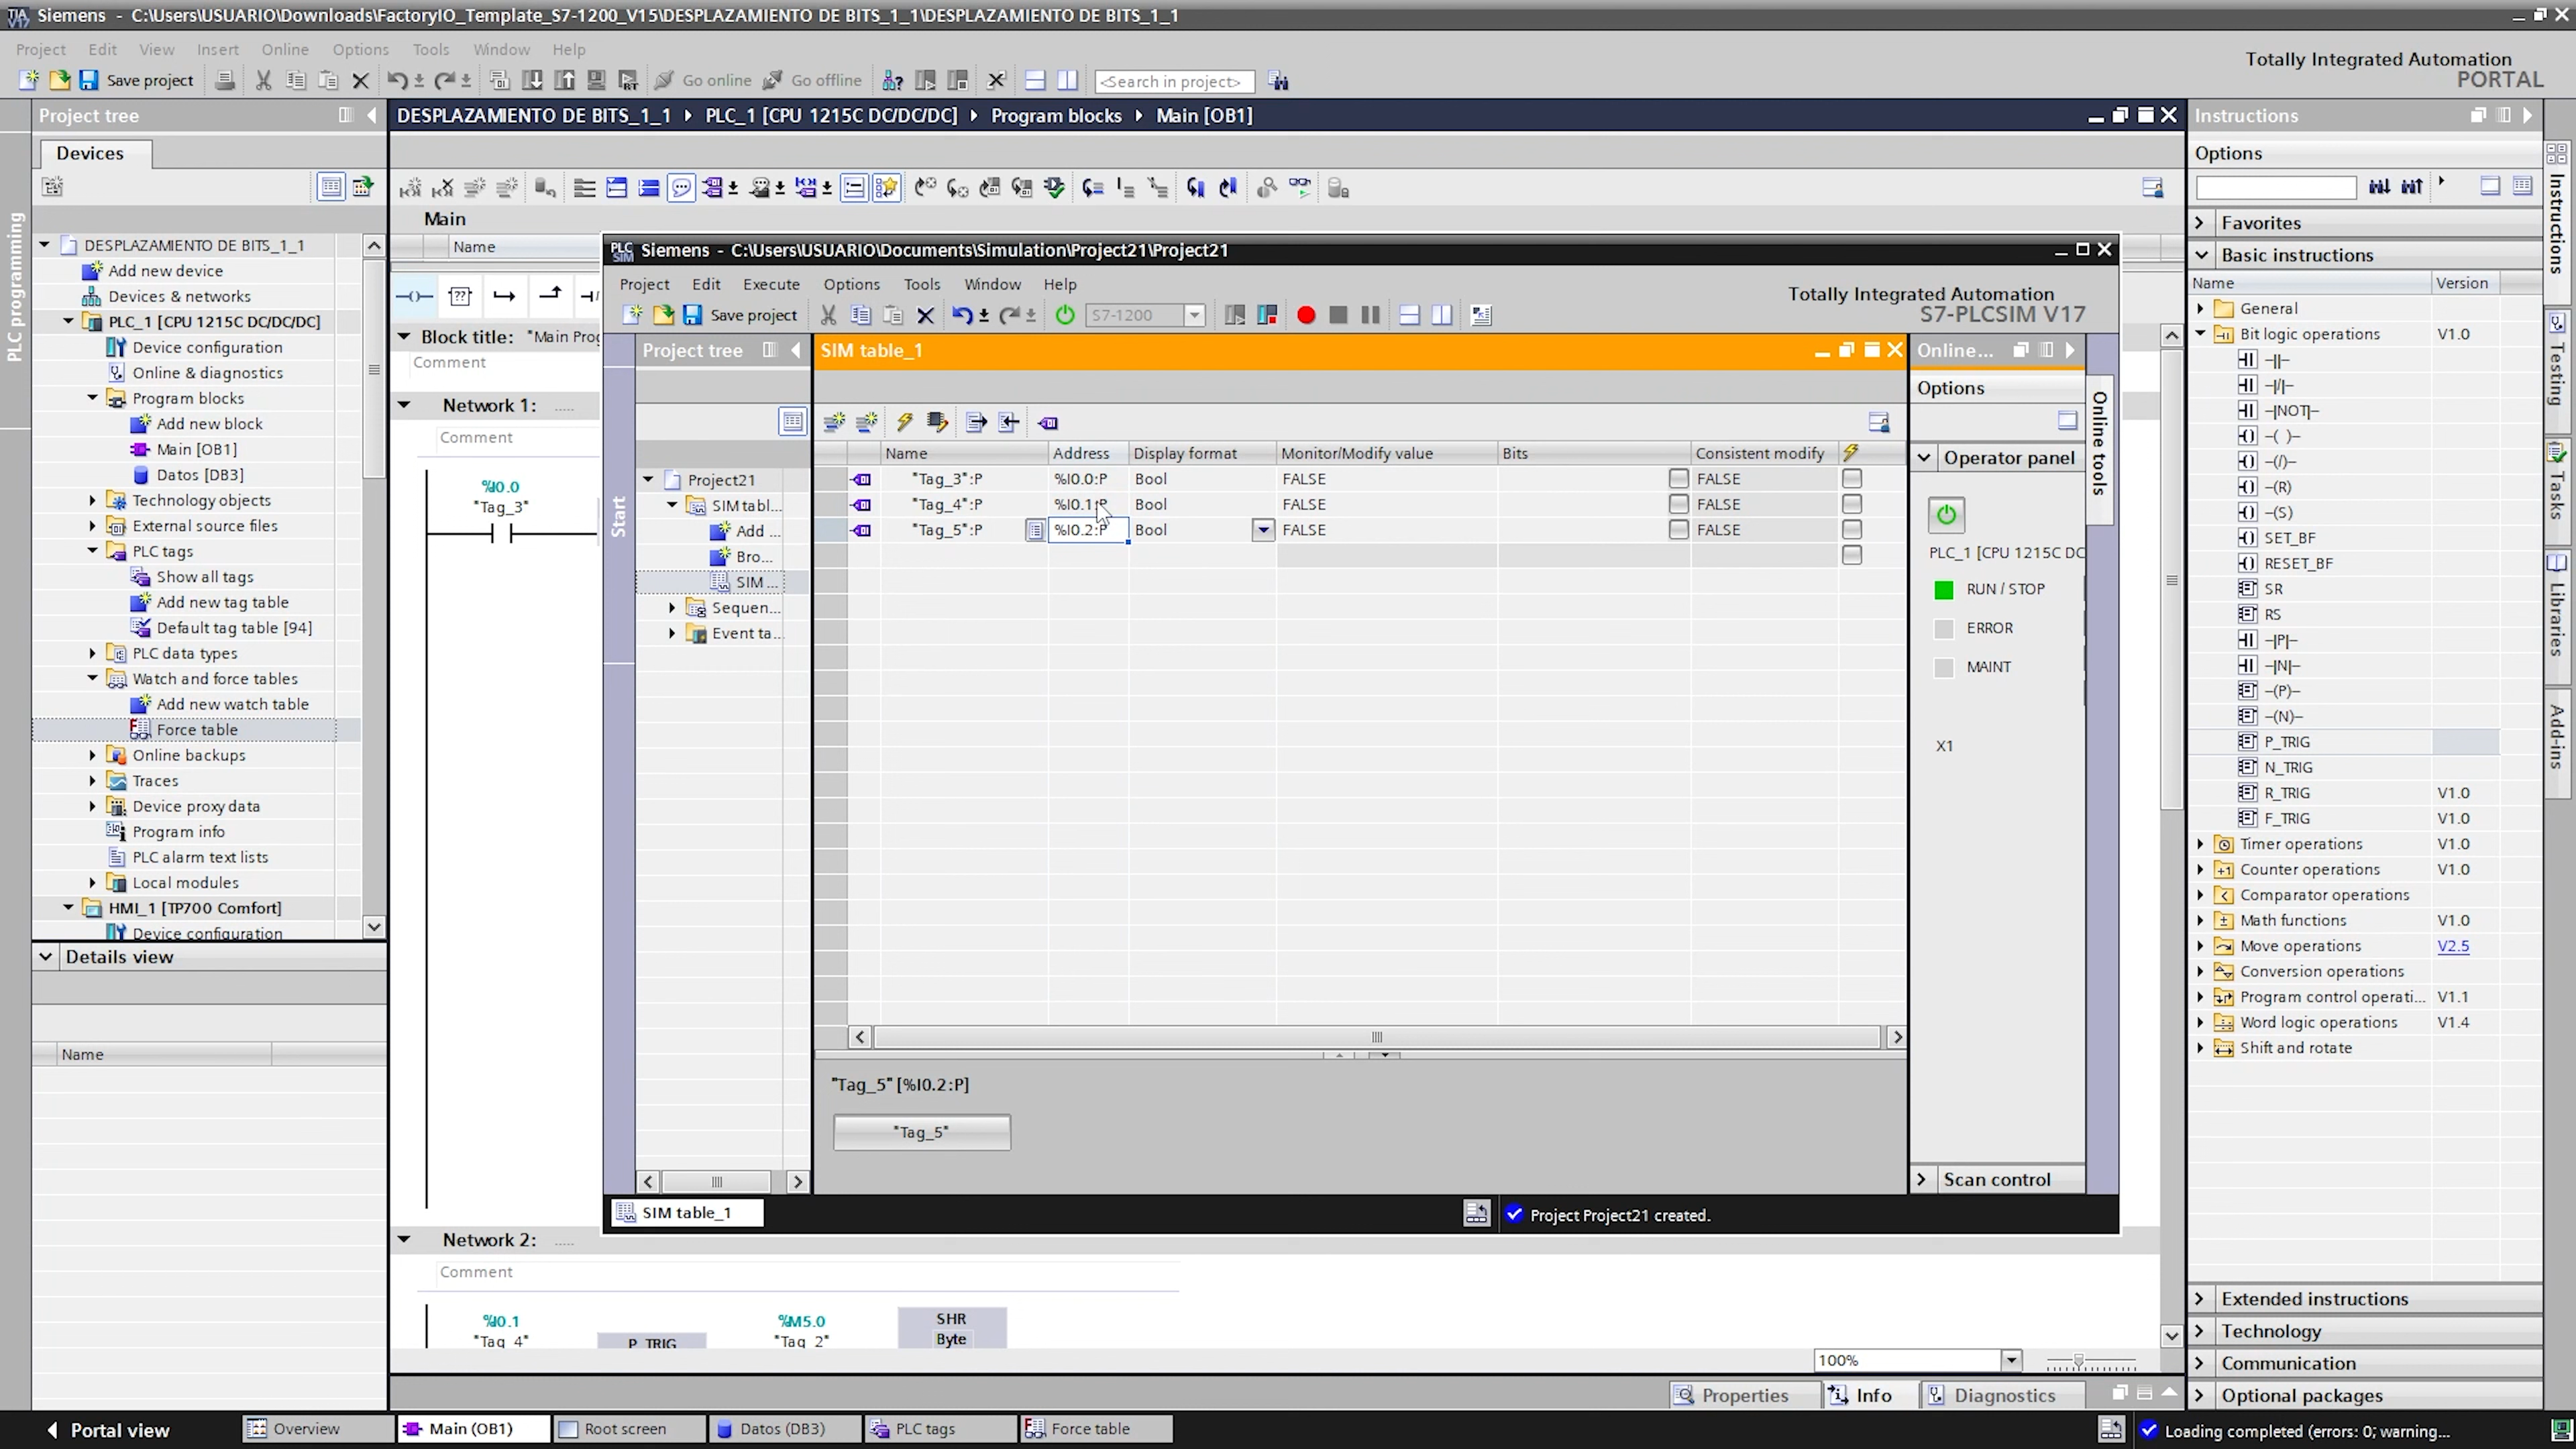 Siemens - C:\Users\USUARIO\Downloads\FactoryIO_Template_S7-1200_V15\DESPLAZAMIENTO DE BITS_1_1\DESPLAZAMIENTO DE BITS_1_1
Project Edit View Insert Online Options Tools Window Help
Save project Go online Go offline <Search in project>
Totally Integrated Automation
PORTAL
Project tree
DESPLAZAMIENTO DE BITS_1_1 PLC_1 [CPU 1215C DC/DC/DC] Program blocks Main [OB1]
Instructions
Devices
Options
PLC programming
Main
Name
Favorites
Basic instructions
Name Version
DESPLAZAMIENTO DE BITS_1_1
Add new device
Devices & networks
PLC_1 [CPU 1215C DC/DC/DC]
Device configuration
Online & diagnostics
Program blocks
Add new block
Main [OB1]
Datos [DB3]
Technology objects
External source files
PLC tags
Show all tags
Add new tag table
Default tag table [94]
PLC data types
Watch and force tables
Add new watch table
Force table
Online backups
Traces
Device proxy data
Program info
PLC alarm text lists
Local modules
HMI_1 [TP700 Comfort]
Device configuration
Details view
Name
Block title: "Main Prog
Comment
Network 1: .....
Comment
%I0.0
"Tag_3"
PLC SIM
Siemens - C:\Users\USUARIO\Documents\Simulation\Project21\Project21
Project Edit Execute Options Tools Window Help
Save project S7-1200
Totally Integrated Automation
S7-PLCSIM V17
Project tree
SIM table_1
Online...
Options
Start
Project21
SIM tabl...
Add ...
Bro...
SIM ...
Sequen...
Event ta...
Name Address Display format Monitor/Modify value Bits Consistent modify
"Tag_3":P %I0.0:P Bool FALSE FALSE
"Tag_4":P %I0.1:P Bool FALSE FALSE
"Tag_5":P %I0.2:P Bool FALSE FALSE
"Tag_5" [%I0.2:P]
"Tag_5"
Operator panel
PLC_1 [CPU 1215C DC
RUN / STOP
ERROR
MAINT
X1
Scan control
Online tools
SIM table_1
Project Project21 created.
Network 2: .....
Comment
%I0.1
"Tag_4"
P_TRIG
%M5.0
"Tag_2"
SHR
Byte
100%
General
Bit logic operations V1.0
-||-
-|/|-
-|NOT|-
-( )-
-(/)-
-(R)
-(S)
SET_BF
RESET_BF
SR
RS
-|P|-
-|N|-
-(P)-
-(N)-
P_TRIG
N_TRIG
R_TRIG V1.0
F_TRIG V1.0
Timer operations V1.0
Counter operations V1.0
Comparator operations
Math functions V1.0
Move operations V2.5
Conversion operations
Program control operati... V1.1
Word logic operations V1.4
Shift and rotate
Extended instructions
Technology
Communication
Optional packages
Instructions
Testing
Tasks
Libraries
Add-ins
Properties Info Diagnostics
Portal view Overview Main (OB1) Root screen Datos (DB3) PLC tags Force table
Loading completed (errors: 0; warning...